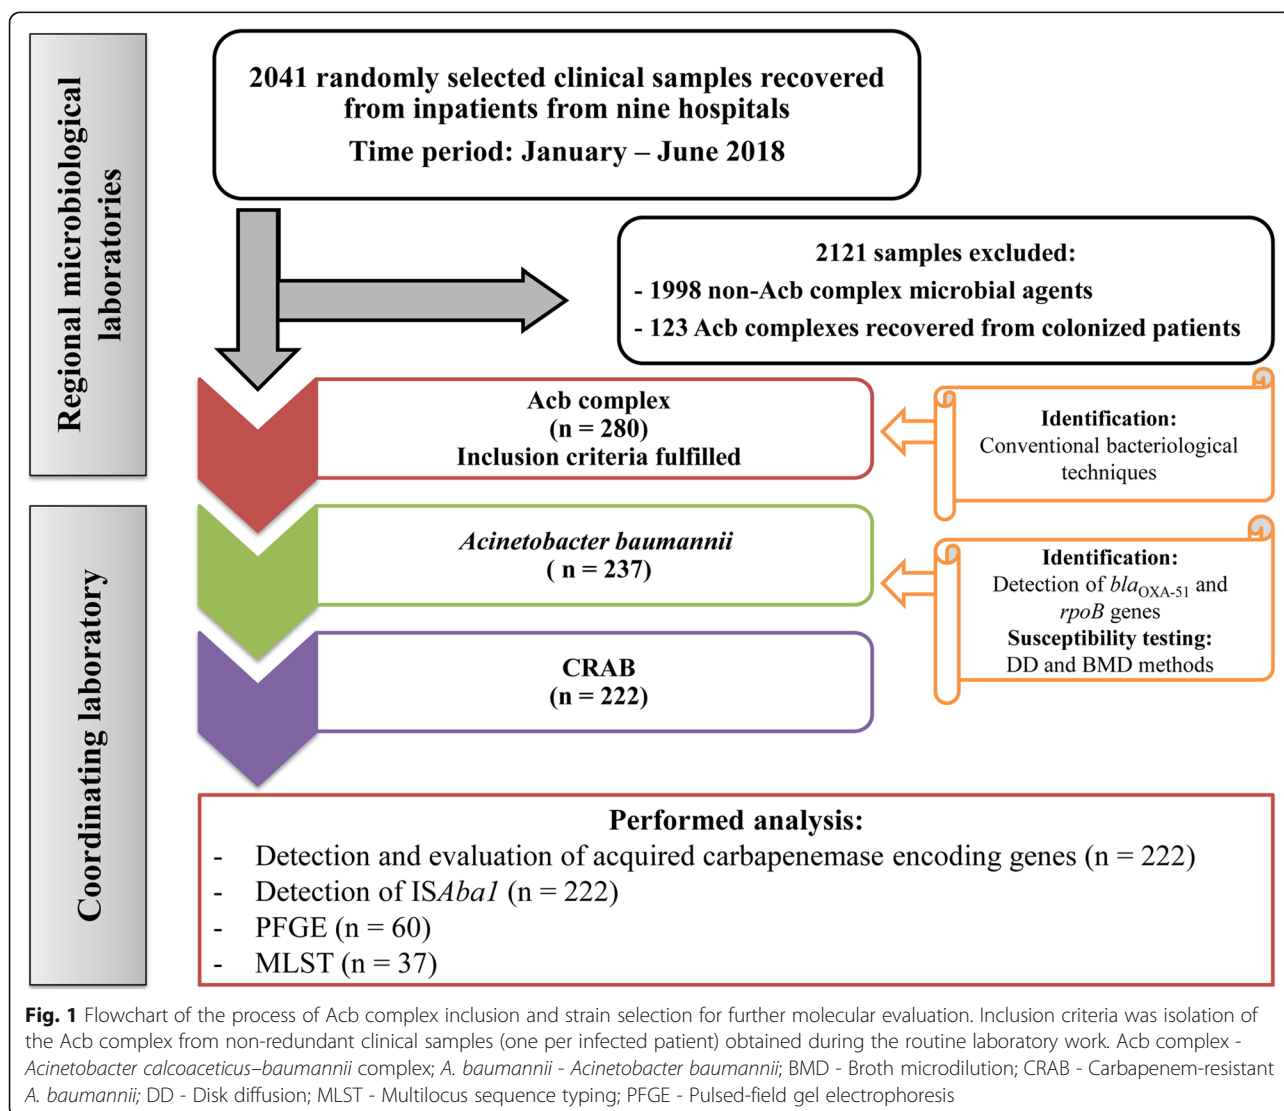 Regional microbiological
laboratories
2041 randomly selected clinical samples recovered
from inpatients from nine hospitals
Time period: January – June 2018
2121 samples excluded:
- 1998 non-Acb complex microbial agents
- 123 Acb complexes recovered from colonized patients
Acb complex
(n = 280)
Inclusion criteria fulfilled
Identification:
Conventional bacteriological
techniques
Coordinating laboratory
Acinetobacter baumannii
( n = 237)
Identification:
Detection of blaOXA-51 and
rpoB genes
Susceptibility testing:
DD and BMD methods
CRAB
(n = 222)
Performed analysis:
- Detection and evaluation of acquired carbapenemase encoding genes (n = 222)
- Detection of ISAba1 (n = 222)
- PFGE (n = 60)
- MLST (n = 37)
Fig. 1 Flowchart of the process of Acb complex inclusion and strain selection for further molecular evaluation. Inclusion criteria was isolation of
the Acb complex from non-redundant clinical samples (one per infected patient) obtained during the routine laboratory work. Acb complex -
Acinetobacter calcoaceticus–baumannii complex; A. baumannii - Acinetobacter baumannii; BMD - Broth microdilution; CRAB - Carbapenem-resistant
A. baumannii; DD - Disk diffusion; MLST - Multilocus sequence typing; PFGE - Pulsed-field gel electrophoresis